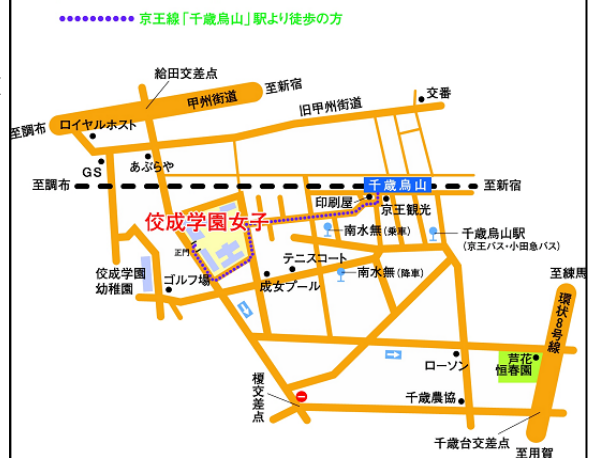 京王線「千歳烏山」駅より徒歩の方
給田交差点
至新宿
甲州街道
旧甲州街道
交番
至調布
ロイヤルホスト
GS
あぶらや
至調布
千歳烏山
至新宿
印刷屋
京王観光
佼成学園女子
南水無(乗車)
千歳烏山駅
(京王バス・小田急バス)
正門
テニスコート
佼成学園
幼稚園
ゴルフ場
成女プール
南水無(降車)
至練馬
環状8号線
榎交差点
ローソン
芦花
恒春園
千歳農協
千歳台交差点
至用賀